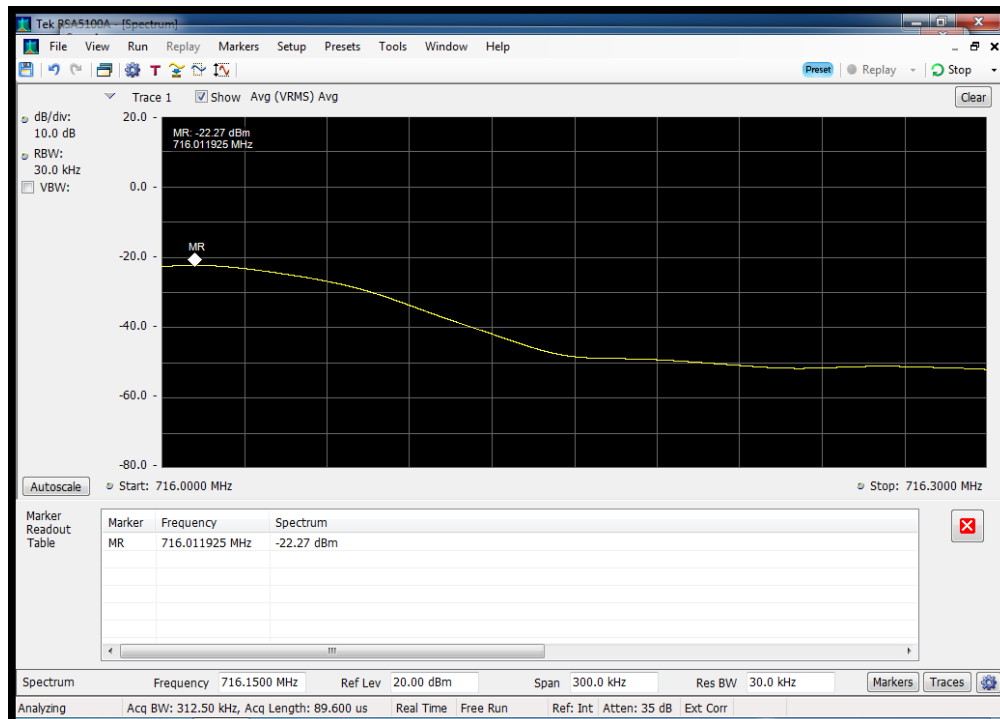 Tek RSA5100A - [Spectrum]
File View Run Replay Markers Setup Presets Tools Window Help
Preset Replay Stop
Trace 1 Show Avg (VRMS) Avg Clear
dB/div:
10.0 dB
RBW:
30.0 kHz
VBW:
20.0
0.0
-20.0
-40.0
-60.0
-80.0
MR: -22.27 dBm
716.011925 MHz
MR
Autoscale Start: 716.0000 MHz Stop: 716.3000 MHz
Marker
Readout
Table
Marker Frequency Spectrum
MR 716.011925 MHz -22.27 dBm
Spectrum Frequency 716.1500 MHz Ref Lev 20.00 dBm Span 300.0 kHz Res BW 30.0 kHz Markers Traces
Analyzing Acq BW: 312.50 kHz, Acq Length: 89.600 us Real Time Free Run Ref: Int Atten: 35 dB Ext Corr